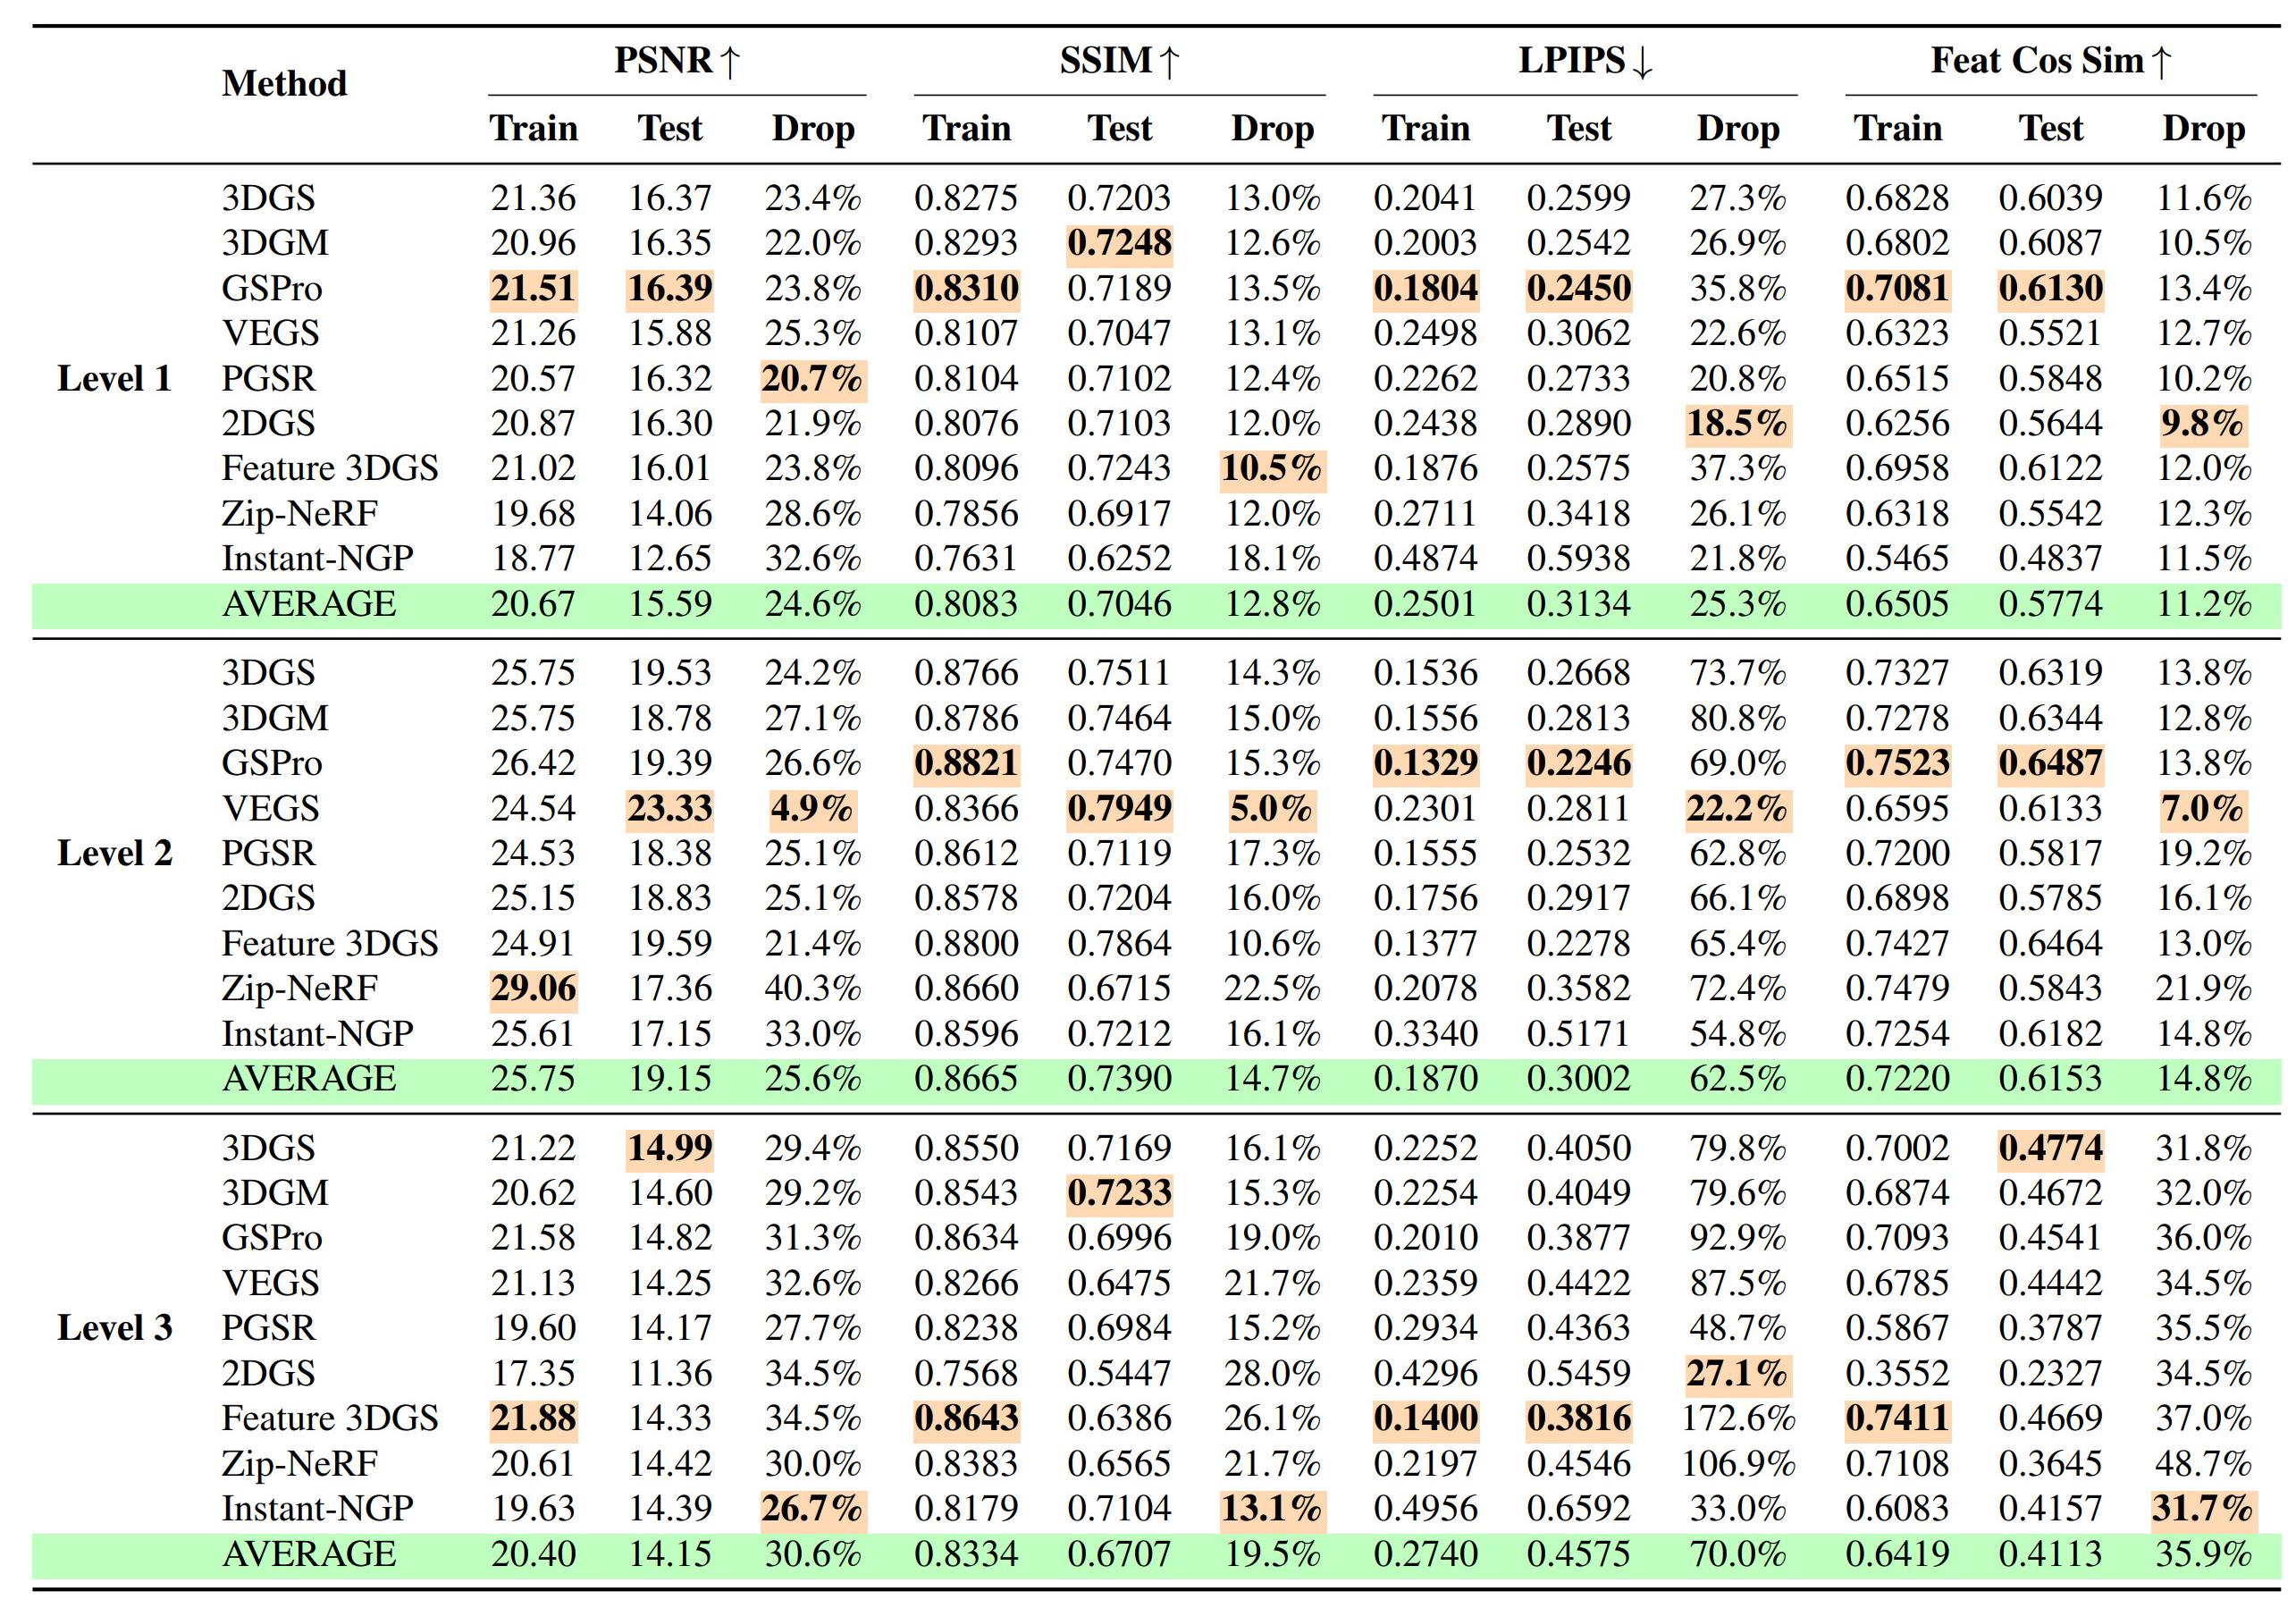 Method PSNR↑ SSIM↑ LPIPS↓ Feat Cos Sim↑
Train Test Drop Train Test Drop Train Test Drop Train Test Drop
3DGS 21.36 16.37 23.4% 0.8275 0.7203 13.0% 0.2041 0.2599 27.3% 0.6828 0.6039 11.6%
3DGM 20.96 16.35 22.0% 0.8293 0.7248 12.6% 0.2003 0.2542 26.9% 0.6802 0.6087 10.5%
GSPro 21.51 16.39 23.8% 0.8310 0.7189 13.5% 0.1804 0.2450 35.8% 0.7081 0.6130 13.4%
VEGS 21.26 15.88 25.3% 0.8107 0.7047 13.1% 0.2498 0.3062 22.6% 0.6323 0.5521 12.7%
Level 1 PGSR 20.57 16.32 20.7% 0.8104 0.7102 12.4% 0.2262 0.2733 20.8% 0.6515 0.5848 10.2%
2DGS 20.87 16.30 21.9% 0.8076 0.7103 12.0% 0.2438 0.2890 18.5% 0.6256 0.5644 9.8%
Feature 3DGS 21.02 16.01 23.8% 0.8096 0.7243 10.5% 0.1876 0.2575 37.3% 0.6958 0.6122 12.0%
Zip-NeRF 19.68 14.06 28.6% 0.7856 0.6917 12.0% 0.2711 0.3418 26.1% 0.6318 0.5542 12.3%
Instant-NGP 18.77 12.65 32.6% 0.7631 0.6252 18.1% 0.4874 0.5938 21.8% 0.5465 0.4837 11.5%
AVERAGE 20.67 15.59 24.6% 0.8083 0.7046 12.8% 0.2501 0.3134 25.3% 0.6505 0.5774 11.2%
3DGS 25.75 19.53 24.2% 0.8766 0.7511 14.3% 0.1536 0.2668 73.7% 0.7327 0.6319 13.8%
3DGM 25.75 18.78 27.1% 0.8786 0.7464 15.0% 0.1556 0.2813 80.8% 0.7278 0.6344 12.8%
GSPro 26.42 19.39 26.6% 0.8821 0.7470 15.3% 0.1329 0.2246 69.0% 0.7523 0.6487 13.8%
VEGS 24.54 23.33 4.9% 0.8366 0.7949 5.0% 0.2301 0.2811 22.2% 0.6595 0.6133 7.0%
Level 2 PGSR 24.53 18.38 25.1% 0.8612 0.7119 17.3% 0.1555 0.2532 62.8% 0.7200 0.5817 19.2%
2DGS 25.15 18.83 25.1% 0.8578 0.7204 16.0% 0.1756 0.2917 66.1% 0.6898 0.5785 16.1%
Feature 3DGS 24.91 19.59 21.4% 0.8800 0.7864 10.6% 0.1377 0.2278 65.4% 0.7427 0.6464 13.0%
Zip-NeRF 29.06 17.36 40.3% 0.8660 0.6715 22.5% 0.2078 0.3582 72.4% 0.7479 0.5843 21.9%
Instant-NGP 25.61 17.15 33.0% 0.8596 0.7212 16.1% 0.3340 0.5171 54.8% 0.7254 0.6182 14.8%
AVERAGE 25.75 19.15 25.6% 0.8665 0.7390 14.7% 0.1870 0.3002 62.5% 0.7220 0.6153 14.8%
3DGS 21.22 14.99 29.4% 0.8550 0.7169 16.1% 0.2252 0.4050 79.8% 0.7002 0.4774 31.8%
3DGM 20.62 14.60 29.2% 0.8543 0.7233 15.3% 0.2254 0.4049 79.6% 0.6874 0.4672 32.0%
GSPro 21.58 14.82 31.3% 0.8634 0.6996 19.0% 0.2010 0.3877 92.9% 0.7093 0.4541 36.0%
VEGS 21.13 14.25 32.6% 0.8266 0.6475 21.7% 0.2359 0.4422 87.5% 0.6785 0.4442 34.5%
Level 3 PGSR 19.60 14.17 27.7% 0.8238 0.6984 15.2% 0.2934 0.4363 48.7% 0.5867 0.3787 35.5%
2DGS 17.35 11.36 34.5% 0.7568 0.5447 28.0% 0.4296 0.5459 27.1% 0.3552 0.2327 34.5%
Feature 3DGS 21.88 14.33 34.5% 0.8643 0.6386 26.1% 0.1400 0.3816 172.6% 0.7411 0.4669 37.0%
Zip-NeRF 20.61 14.42 30.0% 0.8383 0.6565 21.7% 0.2197 0.4546 106.9% 0.7108 0.3645 48.7%
Instant-NGP 19.63 14.39 26.7% 0.8179 0.7104 13.1% 0.4956 0.6592 33.0% 0.6083 0.4157 31.7%
AVERAGE 20.40 14.15 30.6% 0.8334 0.6707 19.5% 0.2740 0.4575 70.0% 0.6419 0.4113 35.9%